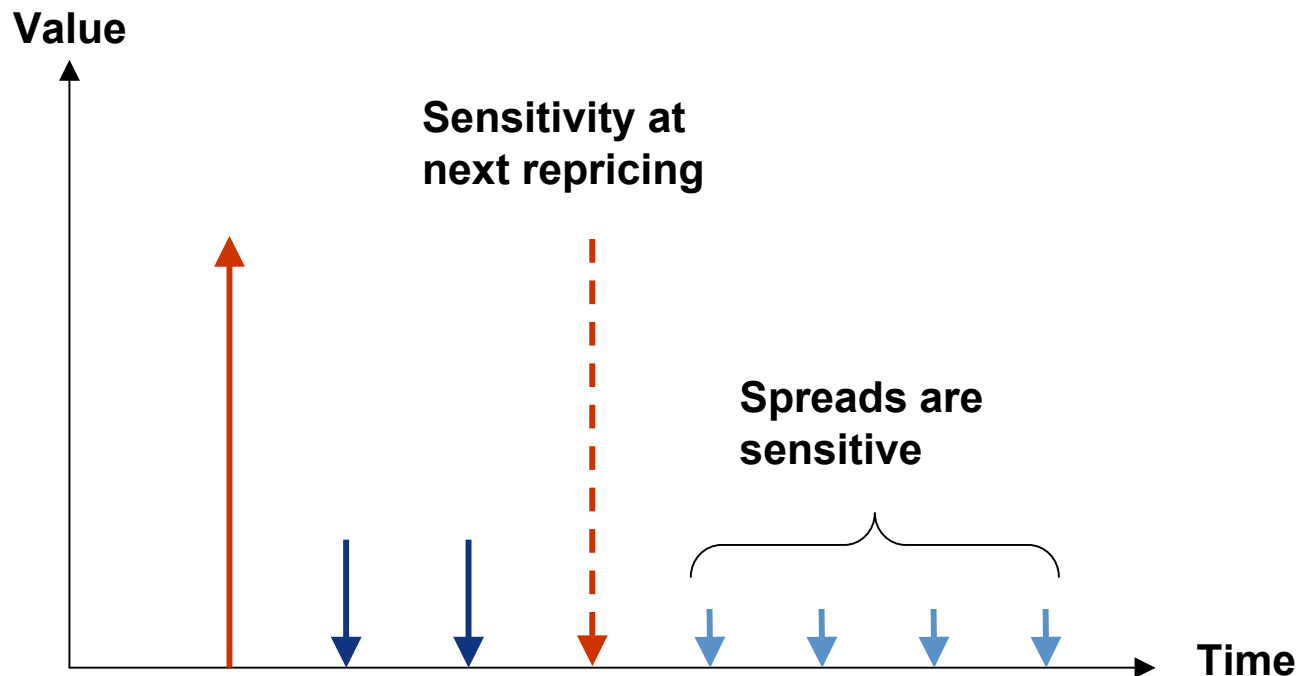 Value
Sensitivity at
next repricing
Spreads are
sensitive
Time